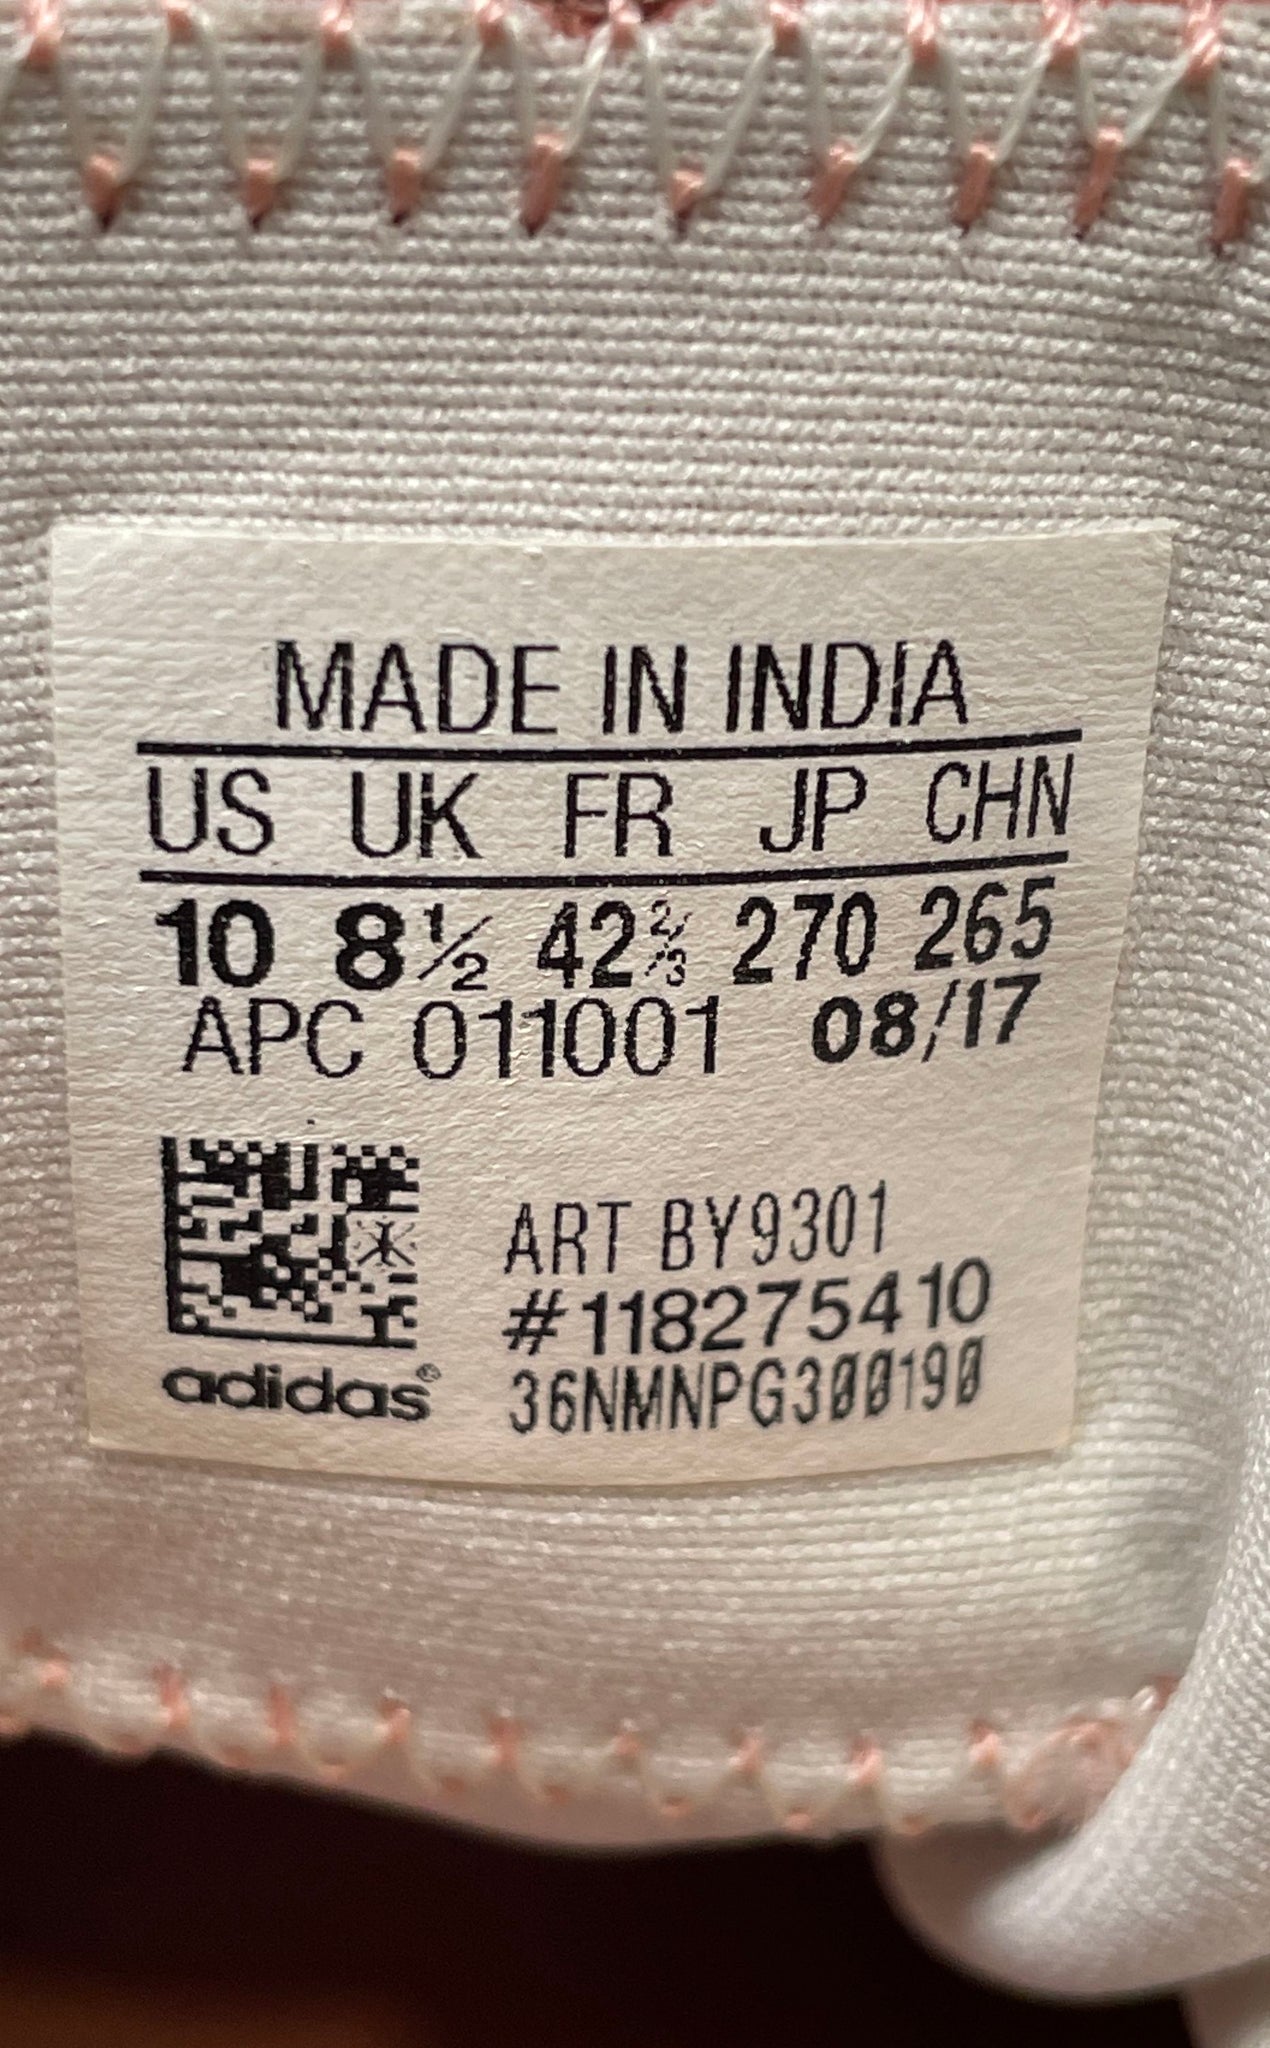 MADE IN INDIA
US UK FR JP CHN
10 8½ 42⅔ 270 265
APC 011001 08/17
ART BY9301
#118275410
adidas® 36NMNPG300190